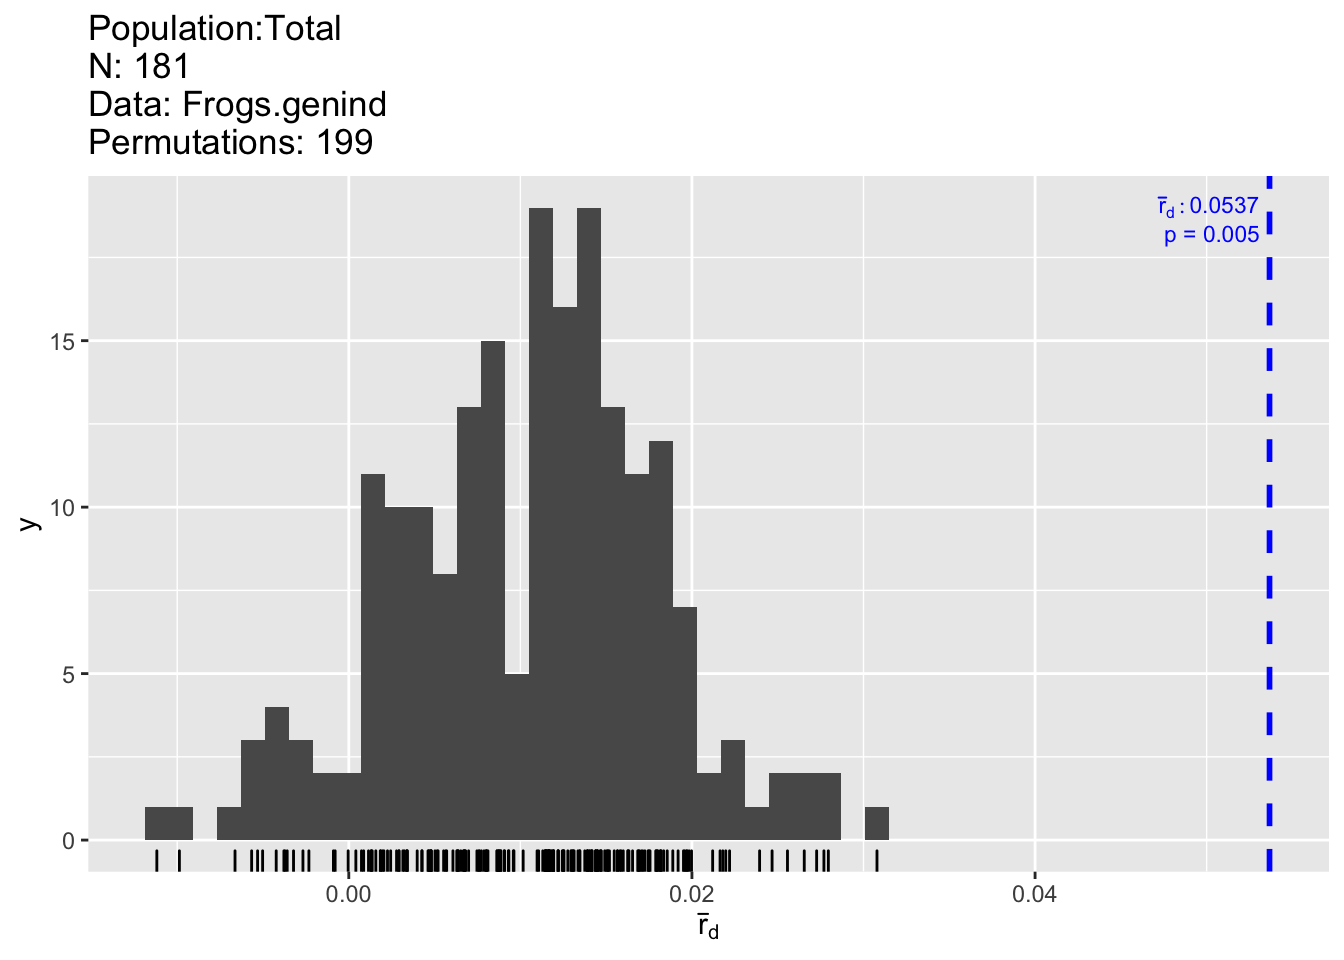 Population:Total
N: 181
Data: Frogs.genind
Permutations: 199
r̄d : 0.0537
p = 0.005
15
10
5
0
y
0.00 0.02 0.04
r̄d